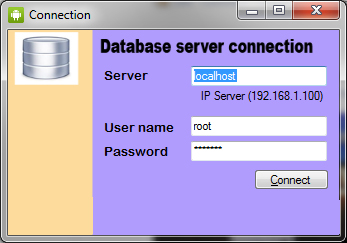 Connection
Database server connection
Server localhost
IP Server (192.168.1.100)
User name root
Password *******
Connect